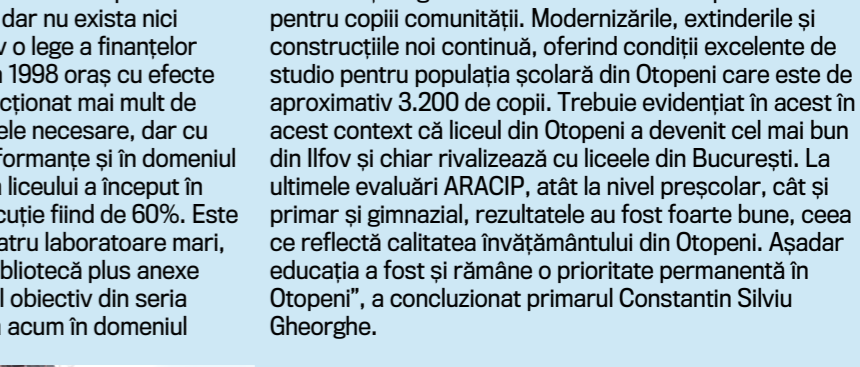 dar nu exista nici
o lege a finanțelor
1998 oraș cu efecte
mai mult de
necesare, dar cu
și în domeniul
liceului a început în
fiind de 60%. Este
laboratoare mari,
plus anexe
obiectiv din seria
acum în domeniul
pentru copiii comunității. Modernizările, extinderile și
construcțiile noi continuă, oferind condiții excelente de
studio pentru populația școlară din Otopeni care este de
aproximativ 3.200 de copii. Trebuie evidențiat în acest în
acest context că liceul din Otopeni a devenit cel mai bun
din Ilfov și chiar rivalizează cu liceele din București. La
ultimele evaluări ARACIP, atât la nivel preșcolar, cât și
primar și gimnazial, rezultatele au fost foarte bune, ceea
ce reflectă calitatea învățământului din Otopeni. Așadar
educația a fost și rămâne o prioritate permanentă în
Otopeni”, a concluzionat primarul Constantin Silviu
Gheorghe.